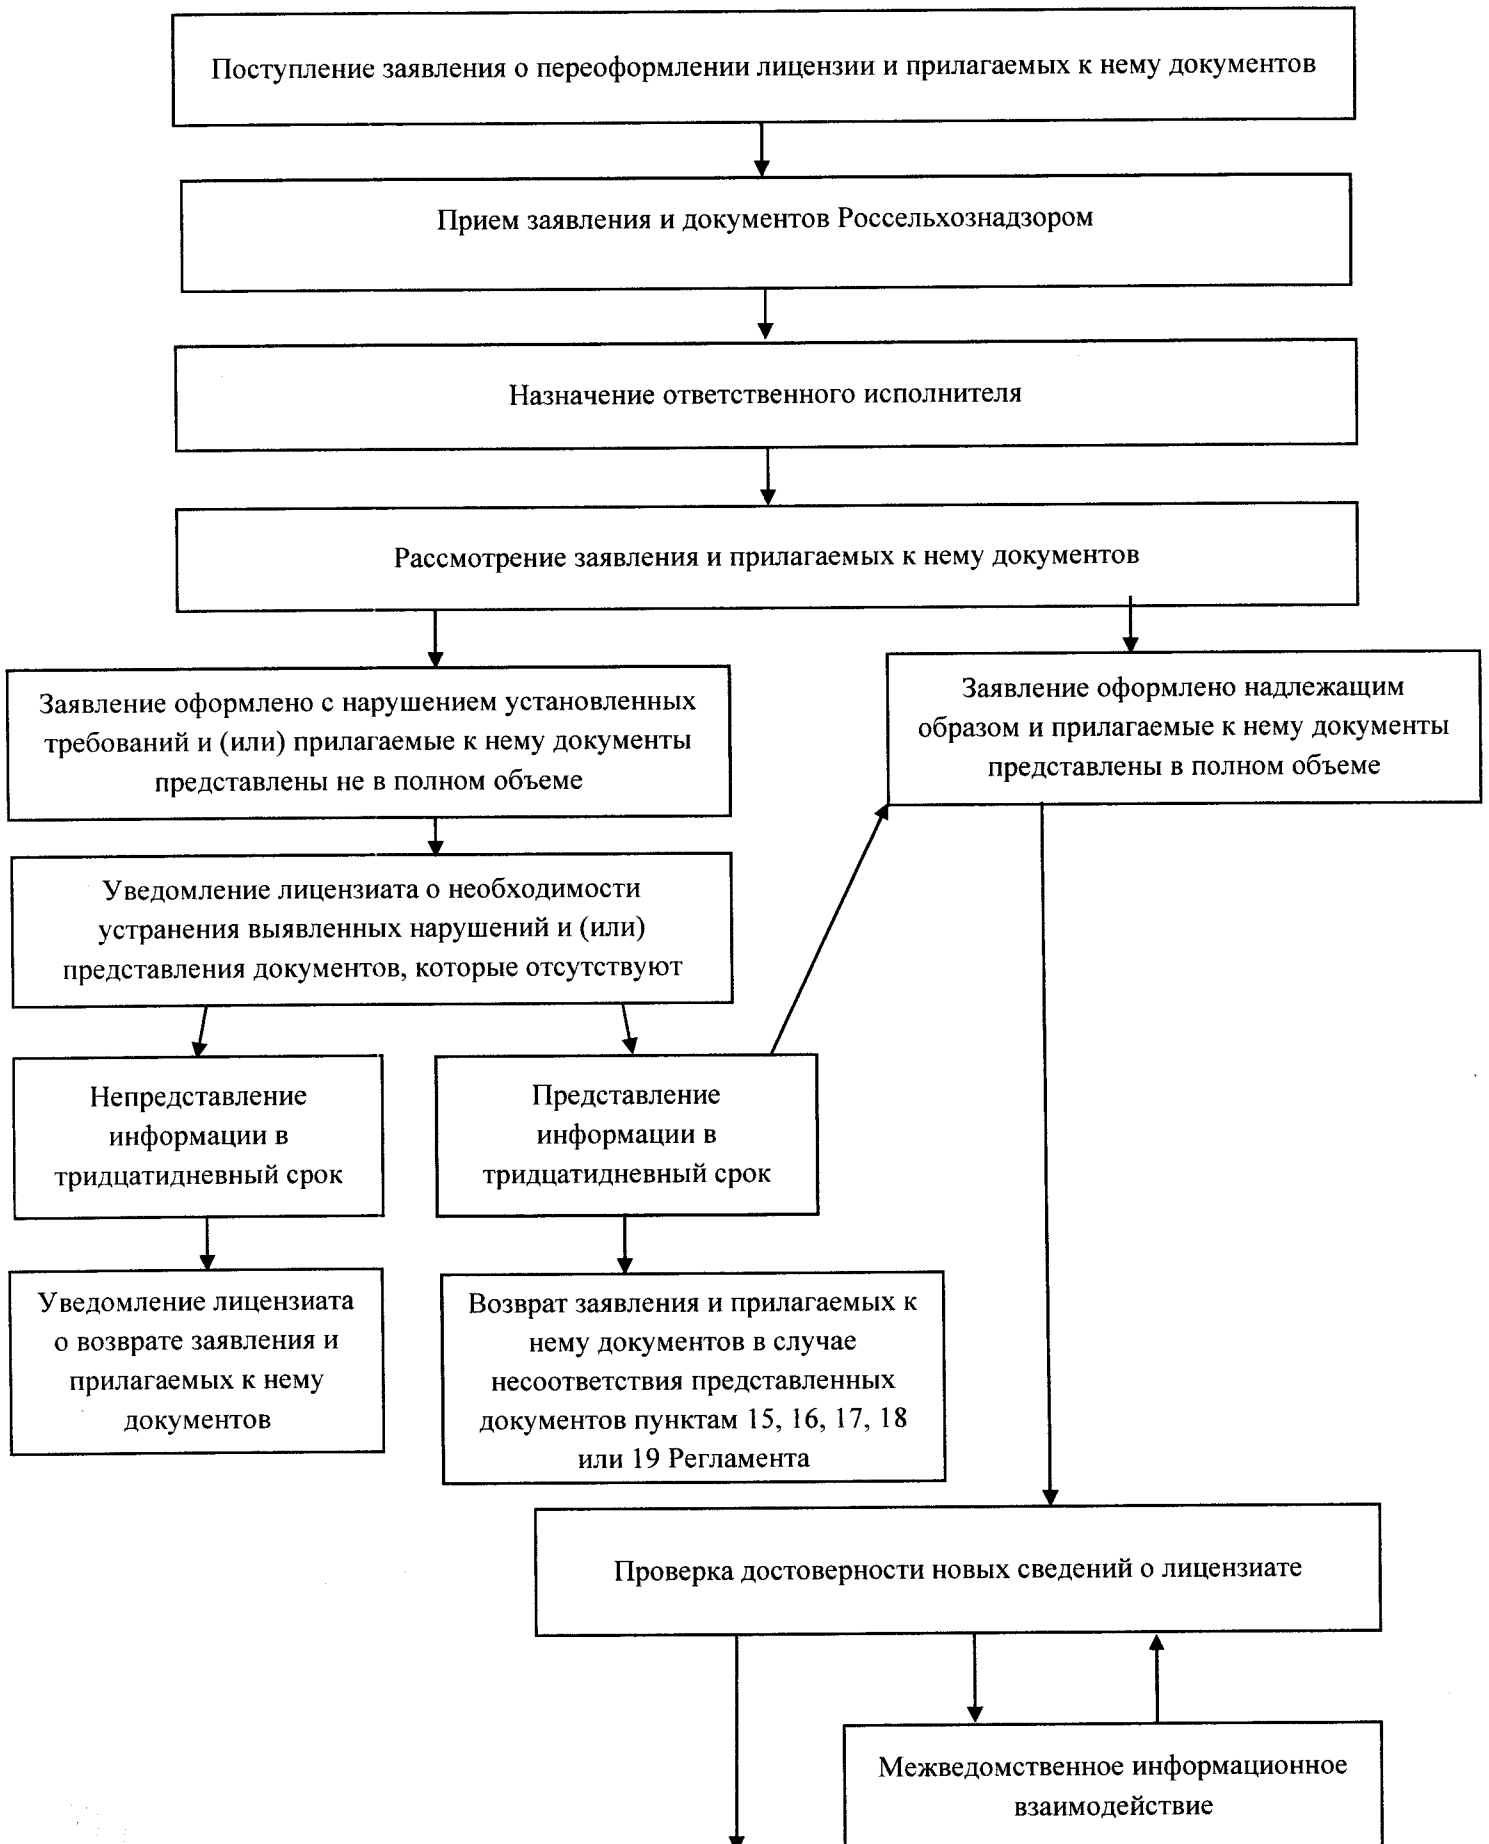 Поступление заявления о переоформлении лицензии и прилагаемых к нему документов
Прием заявления и документов Россельхознадзором
Назначение ответственного исполнителя
Рассмотрение заявления и прилагаемых к нему документов
Заявление оформлено с нарушением установленных
требований и (или) прилагаемые к нему документы
представлены не в полном объеме
Заявление оформлено надлежащим
образом и прилагаемые к нему документы
представлены в полном объеме
Уведомление лицензиата о необходимости
устранения выявленных нарушений и (или)
представления документов, которые отсутствуют
Непредставление
информации в
тридцатидневный срок
Представление
информации в
тридцатидневный срок
Уведомление лицензиата
о возврате заявления и
прилагаемых к нему
документов
Возврат заявления и прилагаемых к
нему документов в случае
несоответствия представленных
документов пунктам 15, 16, 17, 18
или 19 Регламента
Проверка достоверности новых сведений о лицензиате
Межведомственное информационное
взаимодействие